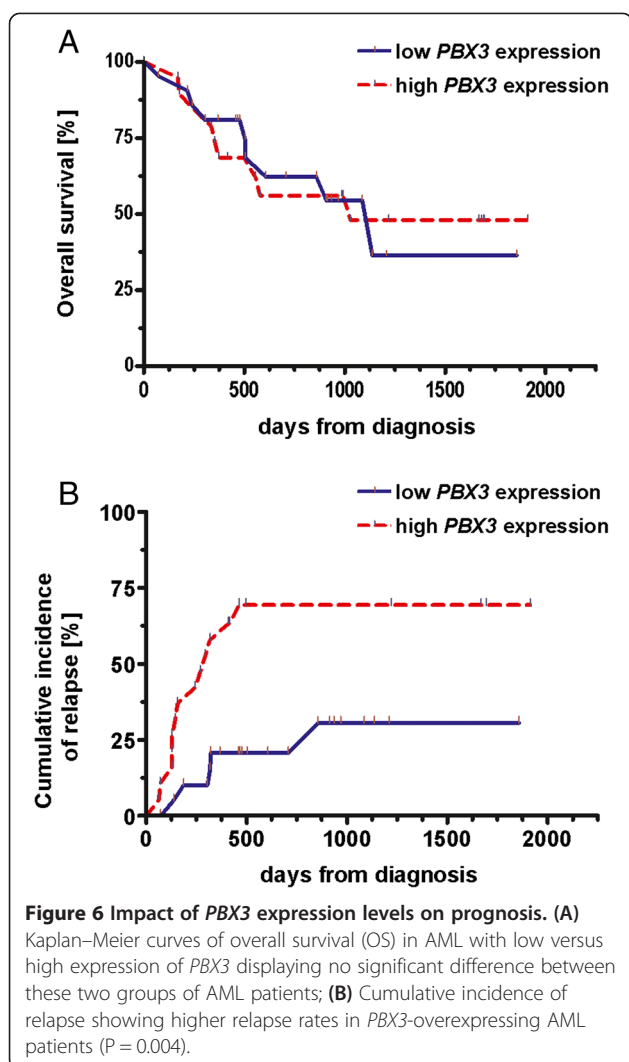 A
low PBX3 expression
high PBX3 expression
Overall survival [%]
100
75
50
25
0
0 500 1000 1500 2000
days from diagnosis
B
low PBX3 expression
high PBX3 expression
Cumulative incidence
of relapse [%]
100
75
50
25
0
0 500 1000 1500 2000
days from diagnosis
Figure 6 Impact of PBX3 expression levels on prognosis. (A)
Kaplan–Meier curves of overall survival (OS) in AML with low versus
high expression of PBX3 displaying no significant difference between
these two groups of AML patients; (B) Cumulative incidence of
relapse showing higher relapse rates in PBX3-overexpressing AML
patients (P = 0.004).